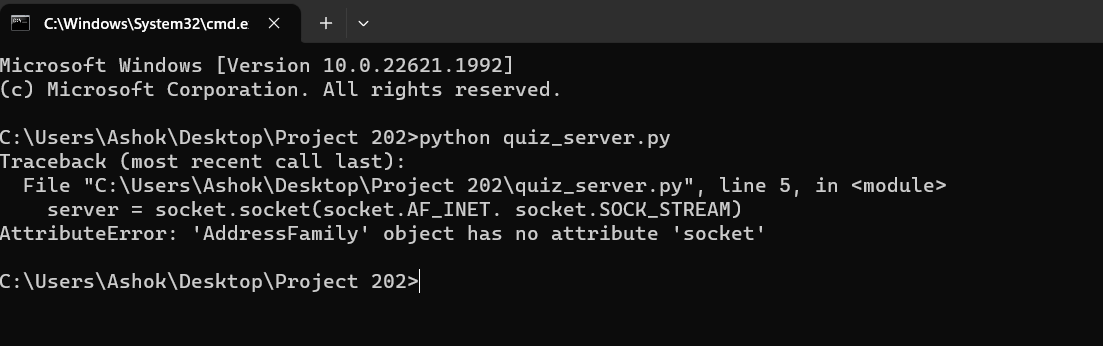 C:\Windows\System32\cmd.e
Microsoft Windows [Version 10.0.22621.1992]
(c) Microsoft Corporation. All rights reserved.
C:\Users\Ashok\Desktop\Project 202>python quiz_server.py
Traceback (most recent call last):
  File "C:\Users\Ashok\Desktop\Project 202\quiz_server.py", line 5, in <module>
    server = socket.socket(socket.AF_INET. socket.SOCK_STREAM)
AttributeError: 'AddressFamily' object has no attribute 'socket'
C:\Users\Ashok\Desktop\Project 202>